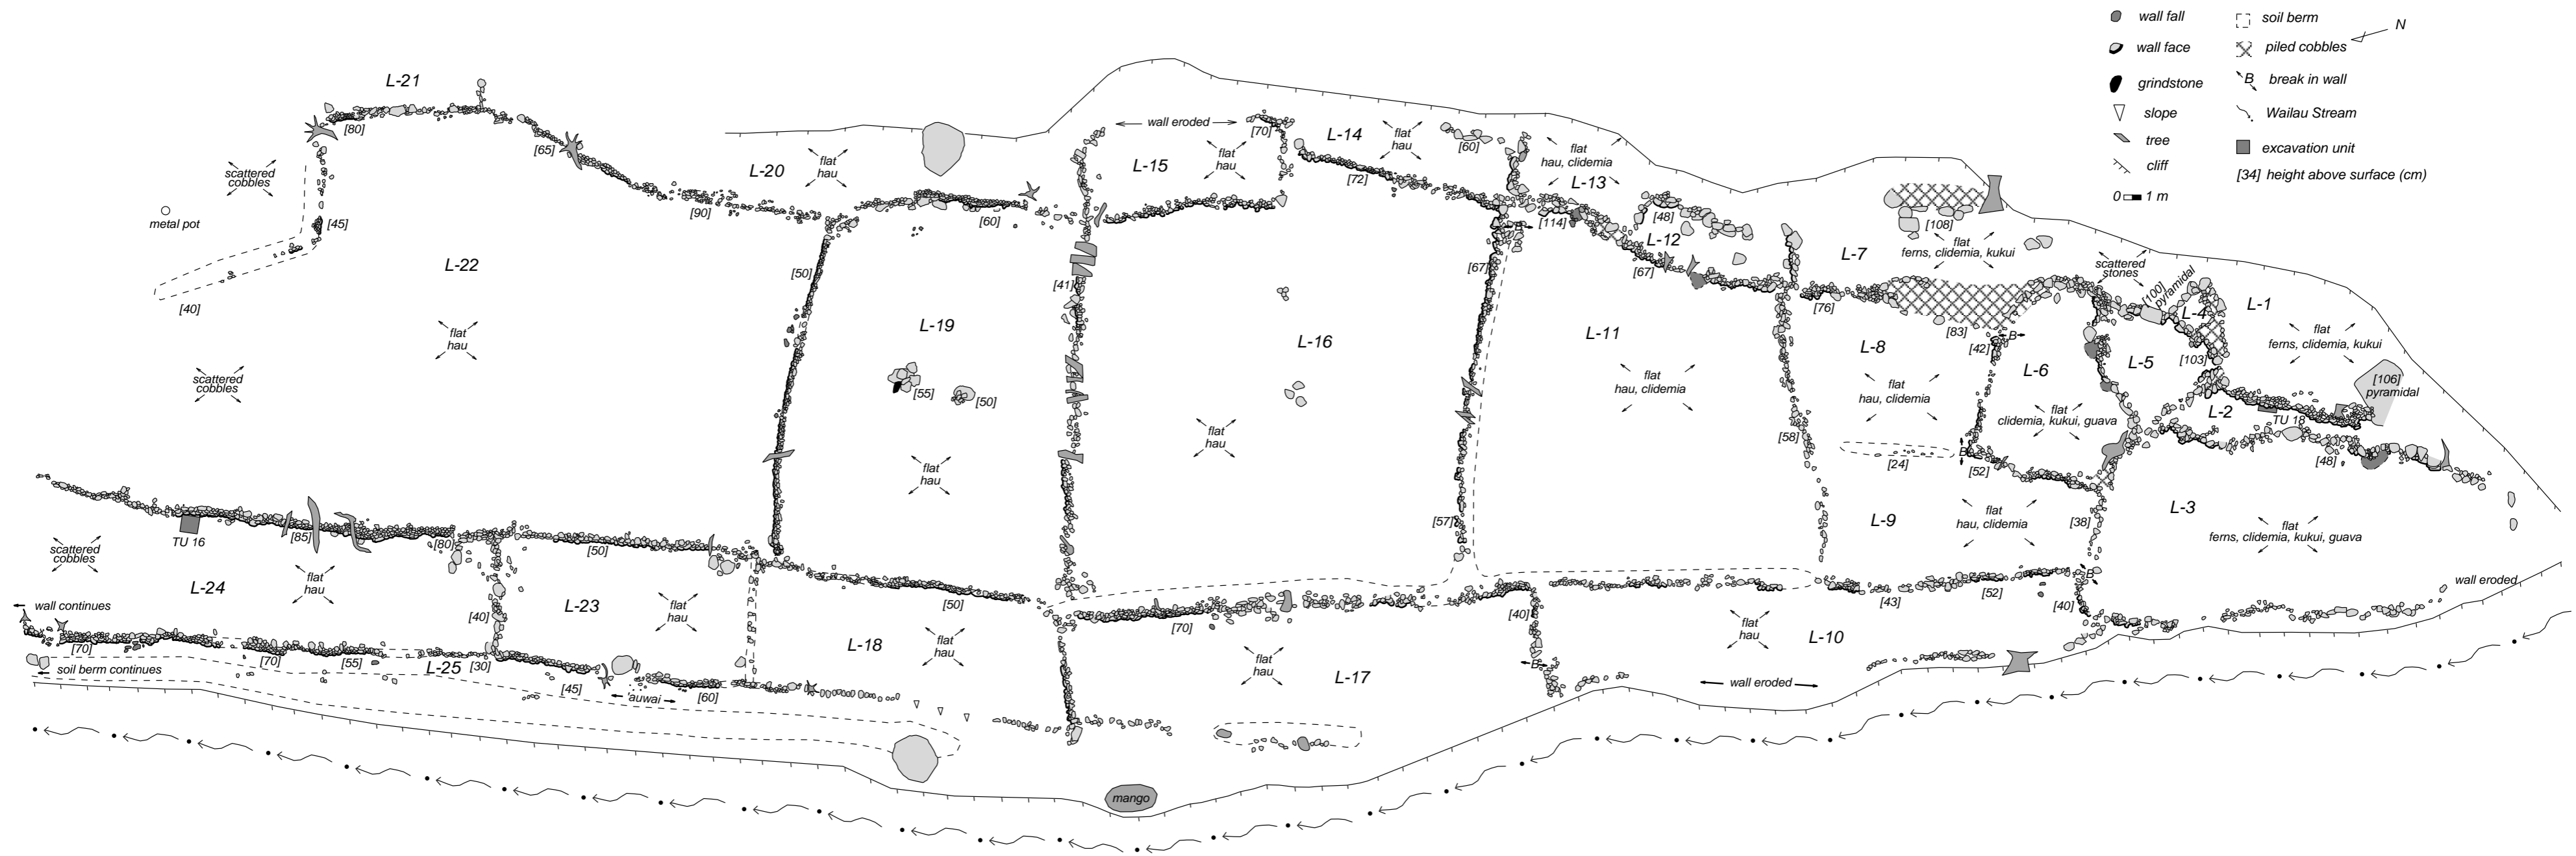 wall fall
wall face
grindstone
slope
tree
cliff
0 1 m
soil berm
piled cobbles
B break in wall
Wailau Stream
excavation unit
[34] height above surface (cm)
N
L-21
[80]
[65]
scattered
cobbles
metal pot
[45]
[40]
L-22
[90]
flat
hau
scattered
cobbles
L-20
flat
hau
[60]
[50]
L-19
[55]
[50]
flat
hau
wall eroded
[70]
L-15
flat
hau
[41]
L-14
flat
hau
[60]
[72]
L-16
flat
hau
flat
hau, clidemia
L-13
B
[114]
[48]
L-12
[67]
[67]
L-11
flat
hau, clidemia
[57]
[58]
L-7
[108]
flat
ferns, clidemia, kukui
[76]
[83]
L-8
flat
hau, clidemia
[42]
B
L-6
flat
clidemia, kukui, guava
[24]
B
[52]
scattered
stones
[100]
pyramidal
L-4
L-5
[103]
L-1
flat
ferns, clidemia, kukui
[106]
pyramidal
L-2
TU 18
[48]
L-9
flat
hau, clidemia
[38]
L-3
flat
ferns, clidemia, kukui, guava
TU 16
[85]
[80]
[50]
scattered
cobbles
L-24
flat
hau
wall continues
[70]
soil berm continues
[70]
[55]
L-25
[30]
[40]
L-23
flat
hau
[45]
auwai
[60]
L-18
flat
hau
[50]
[70]
flat
hau
L-17
mango
[40]
B
flat
hau
L-10
wall eroded
[43]
[52]
B
[40]
wall eroded